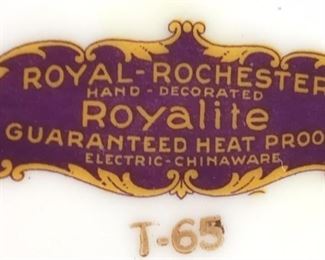 ROYAL-ROCHESTER
HAND-DECORATED
Royalite
GUARANTEED HEAT PROO
ELECTRIC-CHINAWARE
T-65